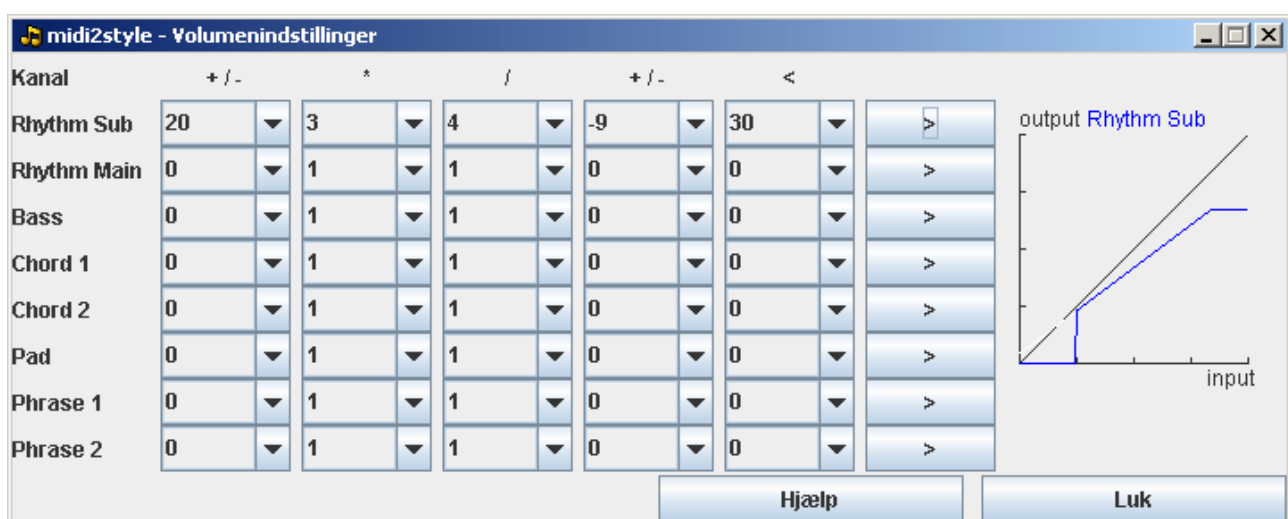 midi2style - Volumenindstillinger
Kanal + / - * / + / - <
Rhythm Sub 20 3 4 -9 30 >
Rhythm Main 0 1 1 0 0 >
Bass 0 1 1 0 0 >
Chord 1 0 1 1 0 0 >
Chord 2 0 1 1 0 0 >
Pad 0 1 1 0 0 >
Phrase 1 0 1 1 0 0 >
Phrase 2 0 1 1 0 0 >
output Rhythm Sub
input
Hjælp Luk